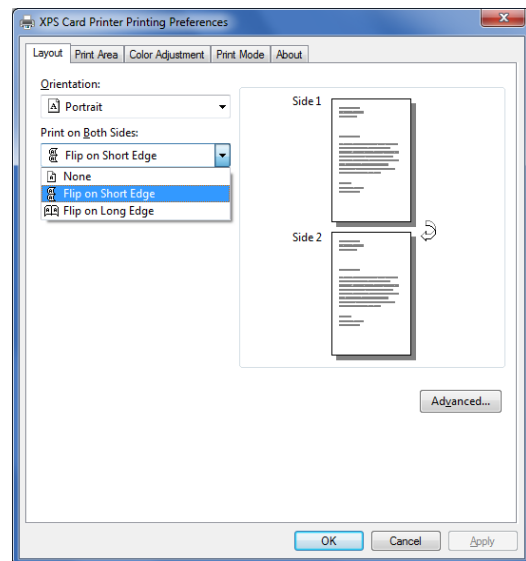 XPS Card Printer Printing Preferences
Layout Print Area Color Adjustment Print Mode About
Orientation:
Portrait
Print on Both Sides:
Flip on Short Edge
None
Flip on Short Edge
Flip on Long Edge
Side 1
Side 2
Advanced...
OK Cancel Apply